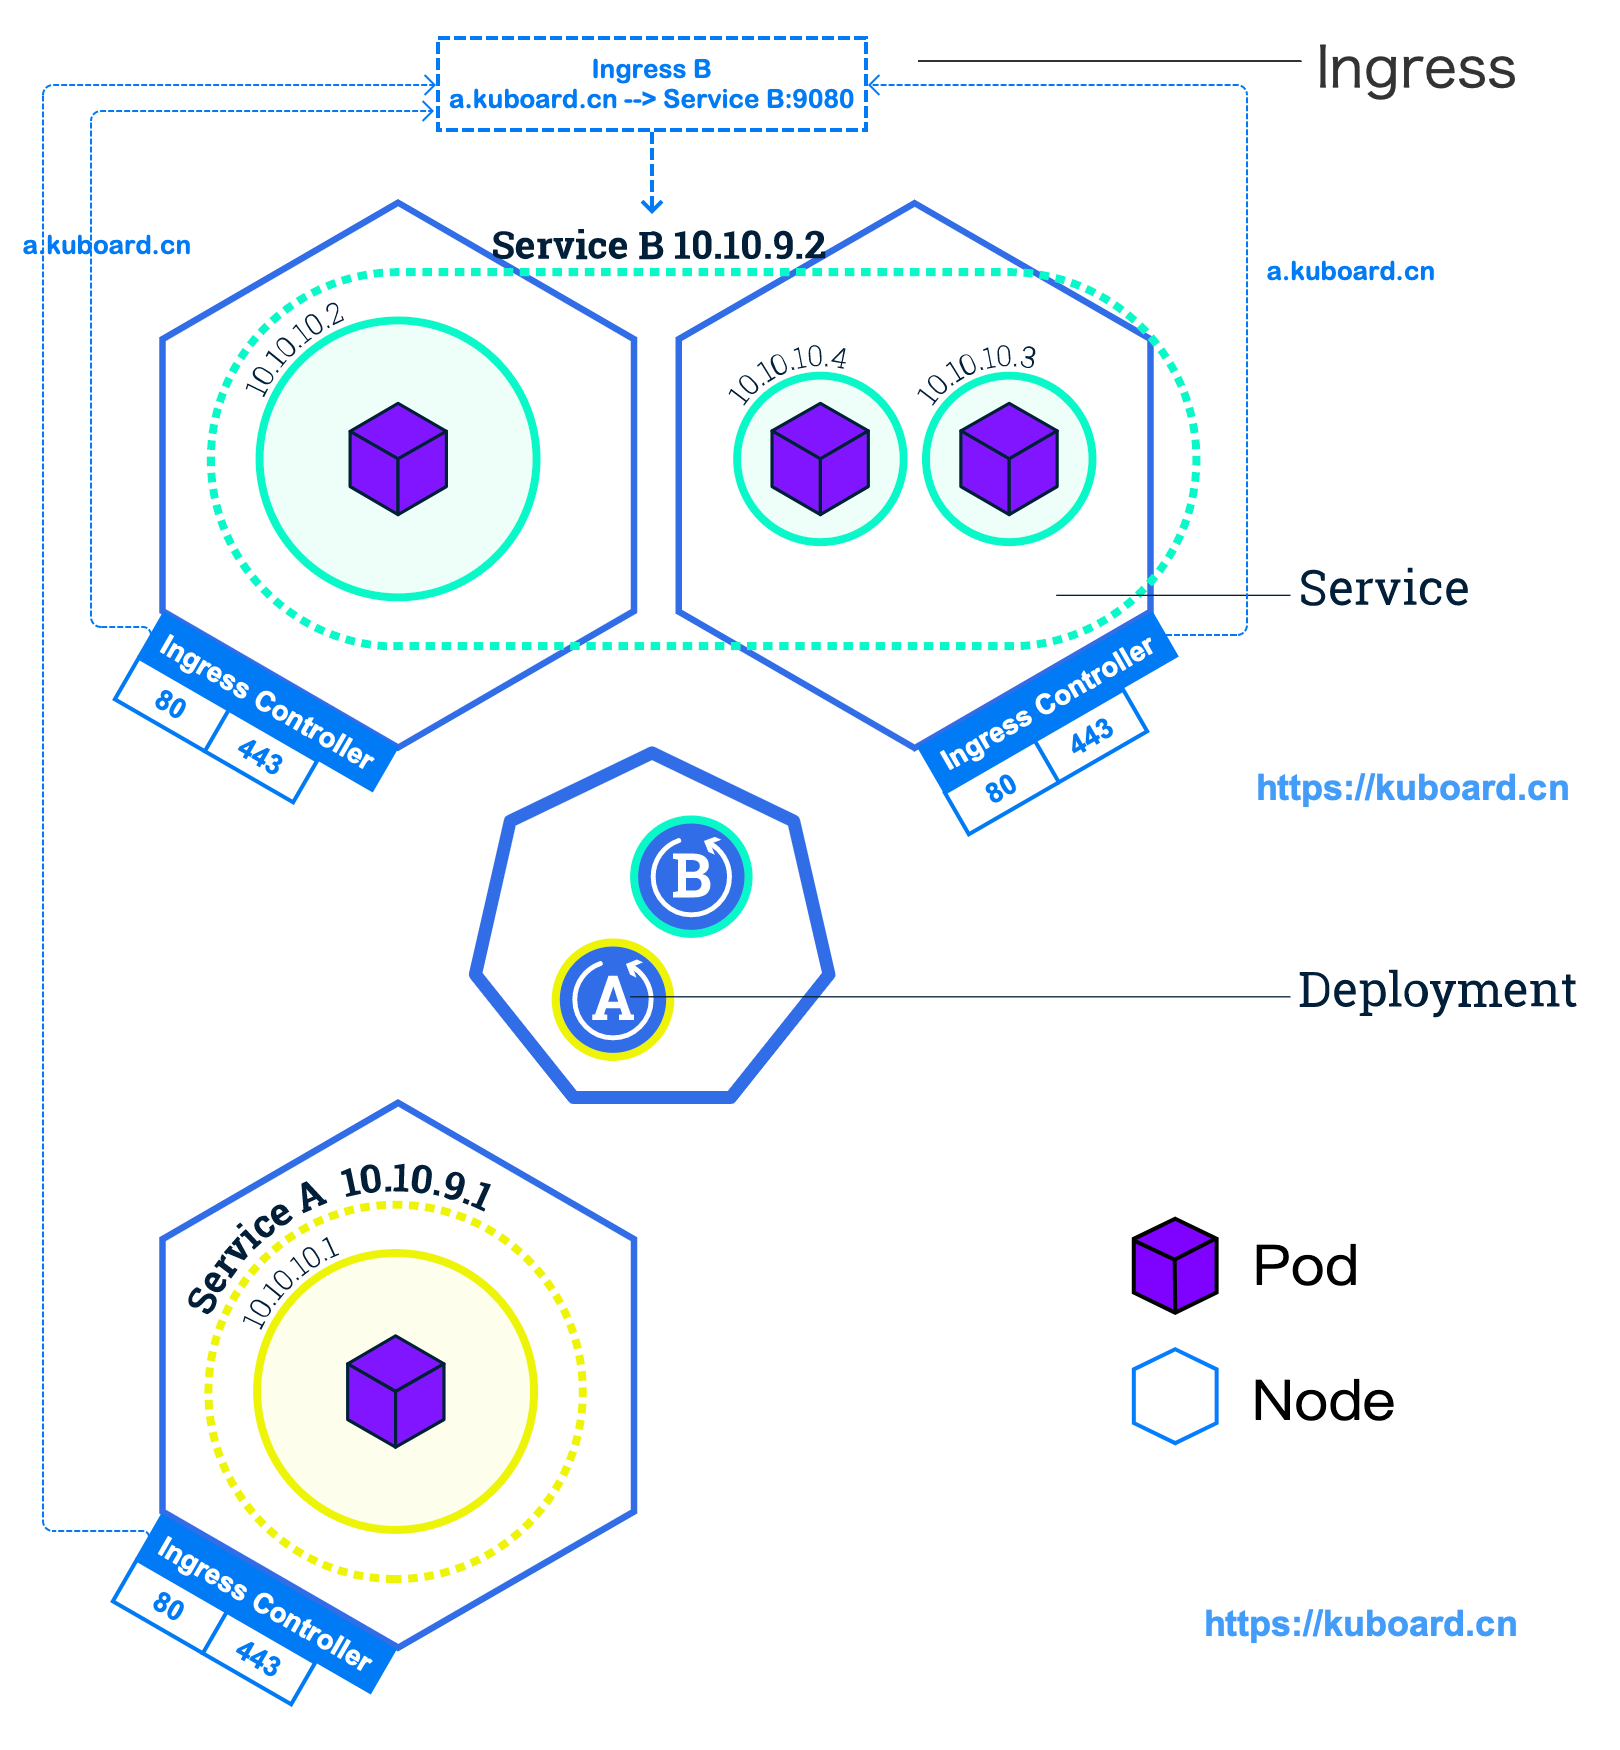 Ingress B
a.kuboard.cn --> Service B:9080
Ingress
a.kuboard.cn
Service B 10.10.9.2
a.kuboard.cn
10.10.10.2
10.10.10.4
10.10.10.3
Service
Ingress Controller
80
443
Ingress Controller
80
443
https://kuboard.cn
B
A
Deployment
Service A 10.10.9.1
10.10.10.1
Pod
Node
Ingress Controller
80
443
https://kuboard.cn